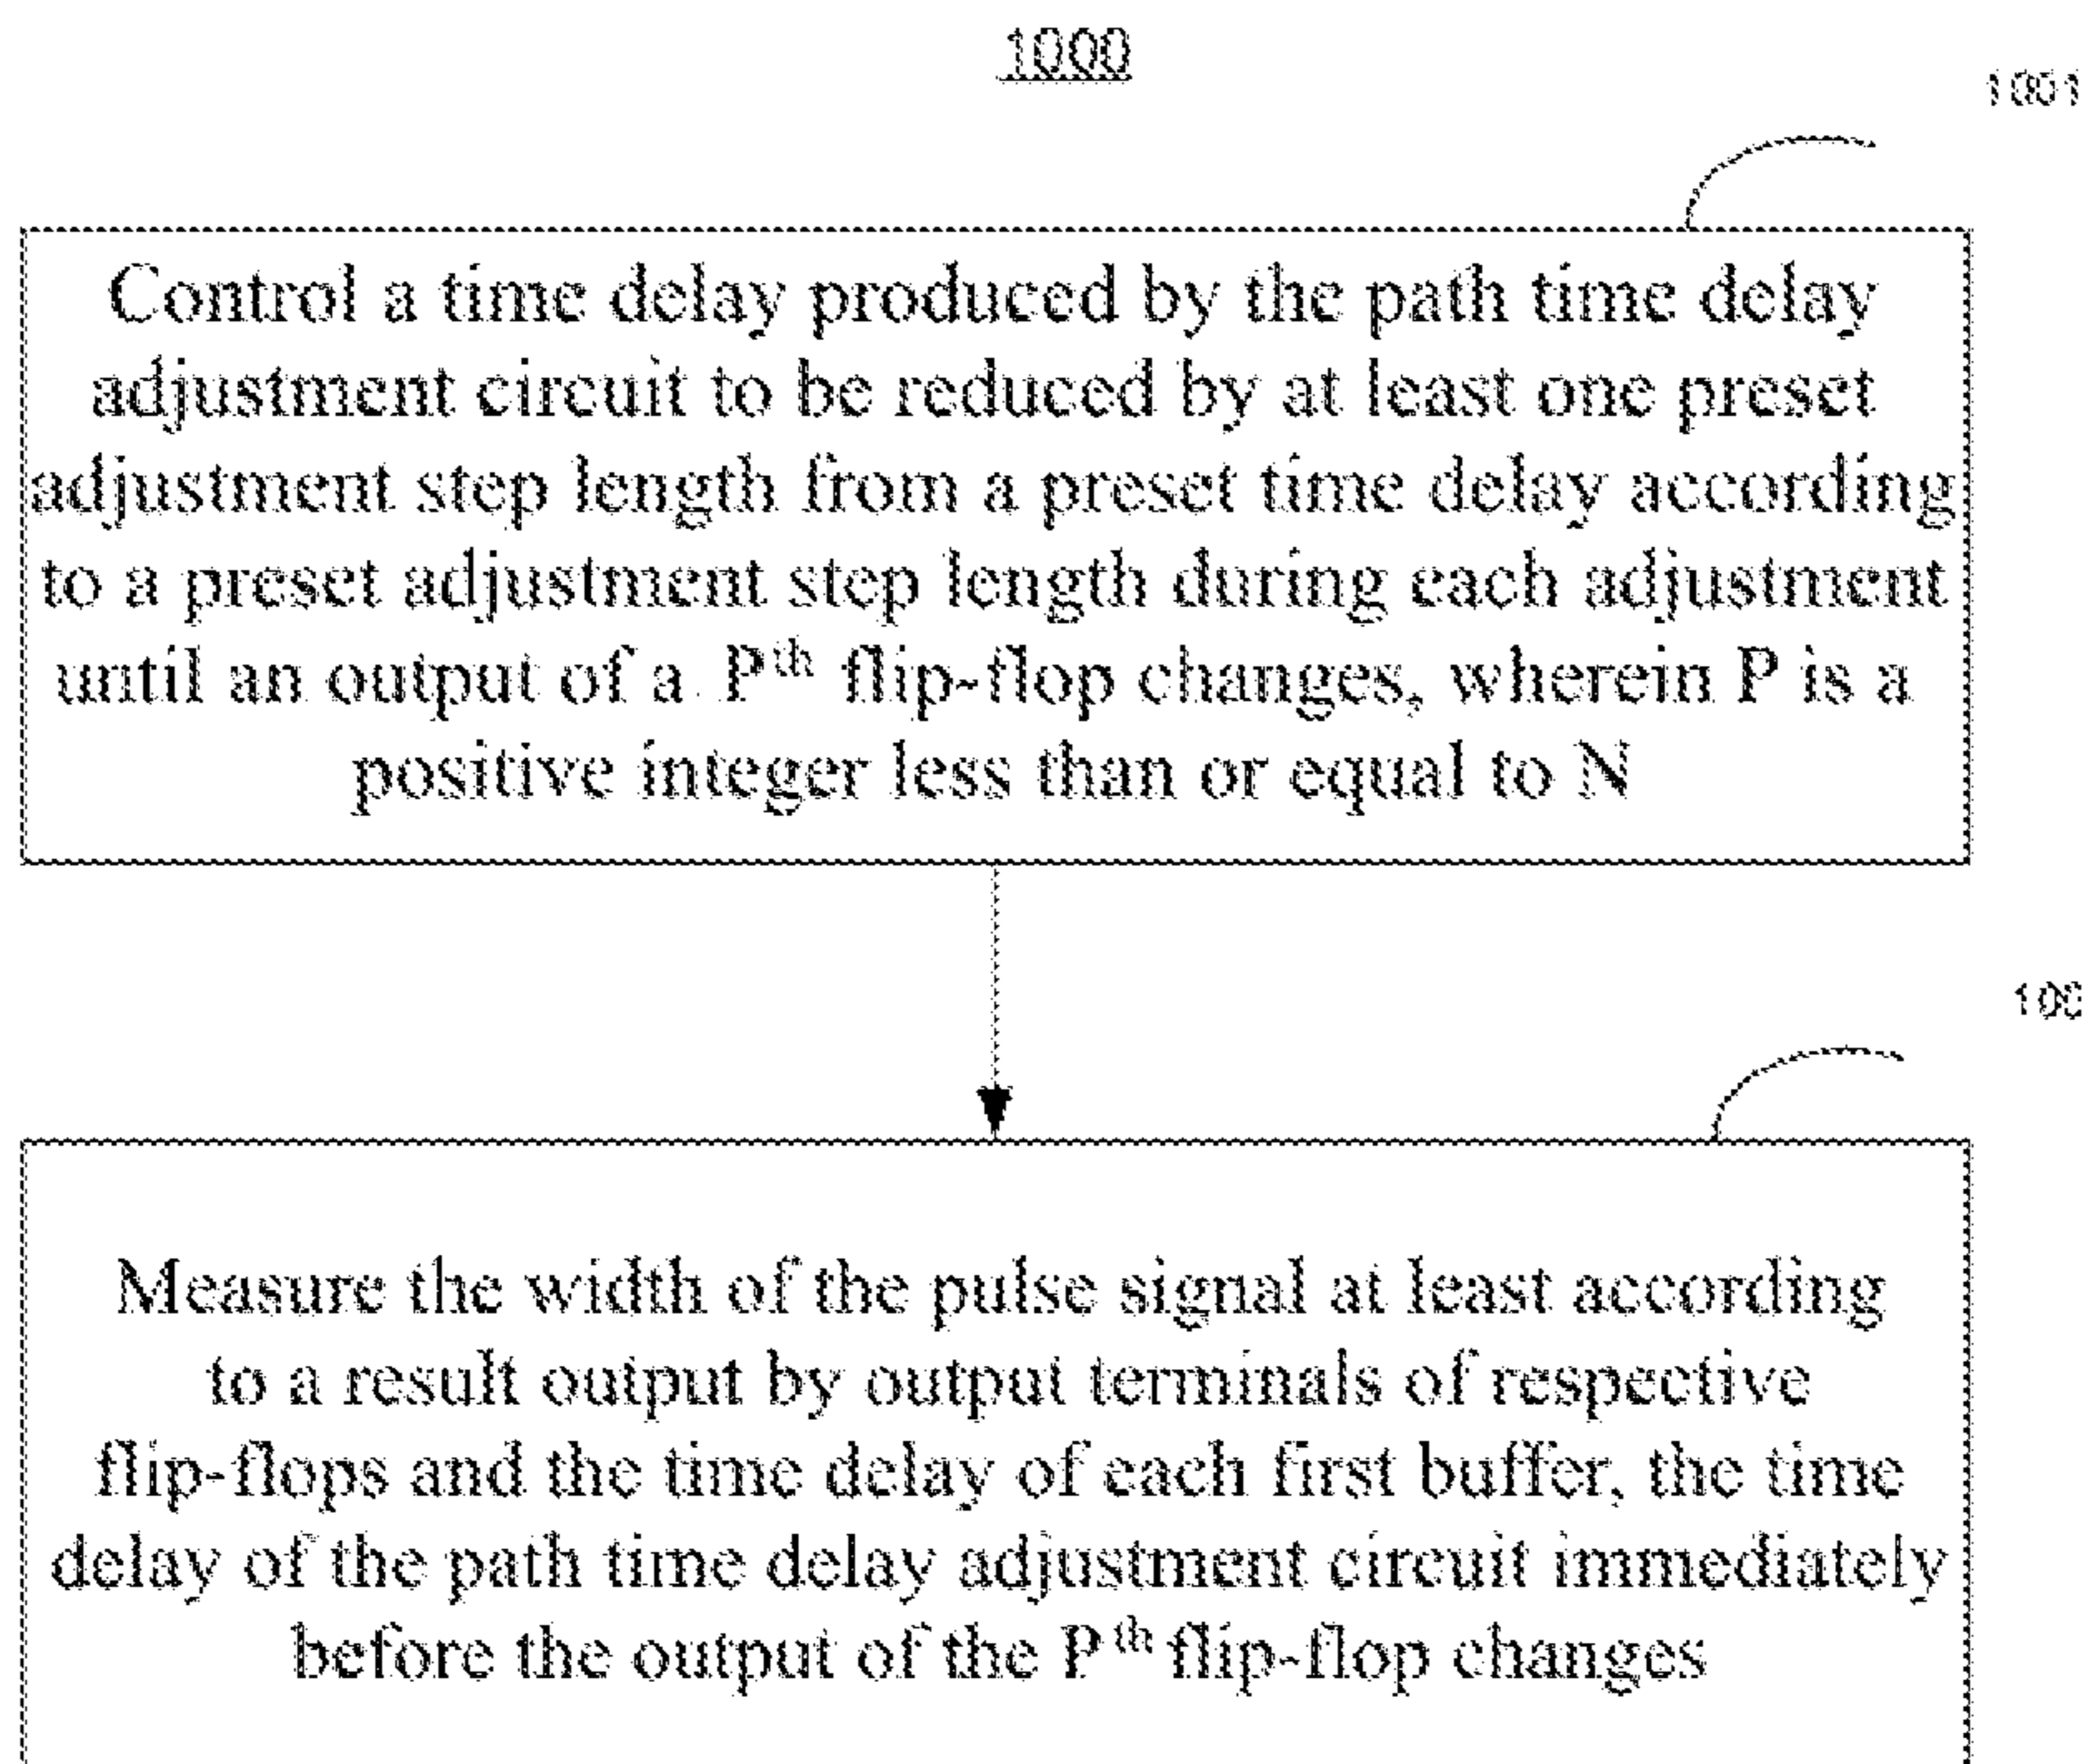 1000
1001
Control a time delay produced by the path time delay
adjustment circuit to be reduced by at least one preset
adjustment step length from a preset time delay according
to a preset adjustment step length during each adjustment
until an output of a Pth flip-flop changes, wherein P is a
positive integer less than or equal to N
Measure the width of the pulse signal at least according
to a result output by output terminals of respective
flip-flops and the time delay of each first buffer, the time
delay of the path time delay adjustment circuit immediately
before the output of the Pth flip-flop changes